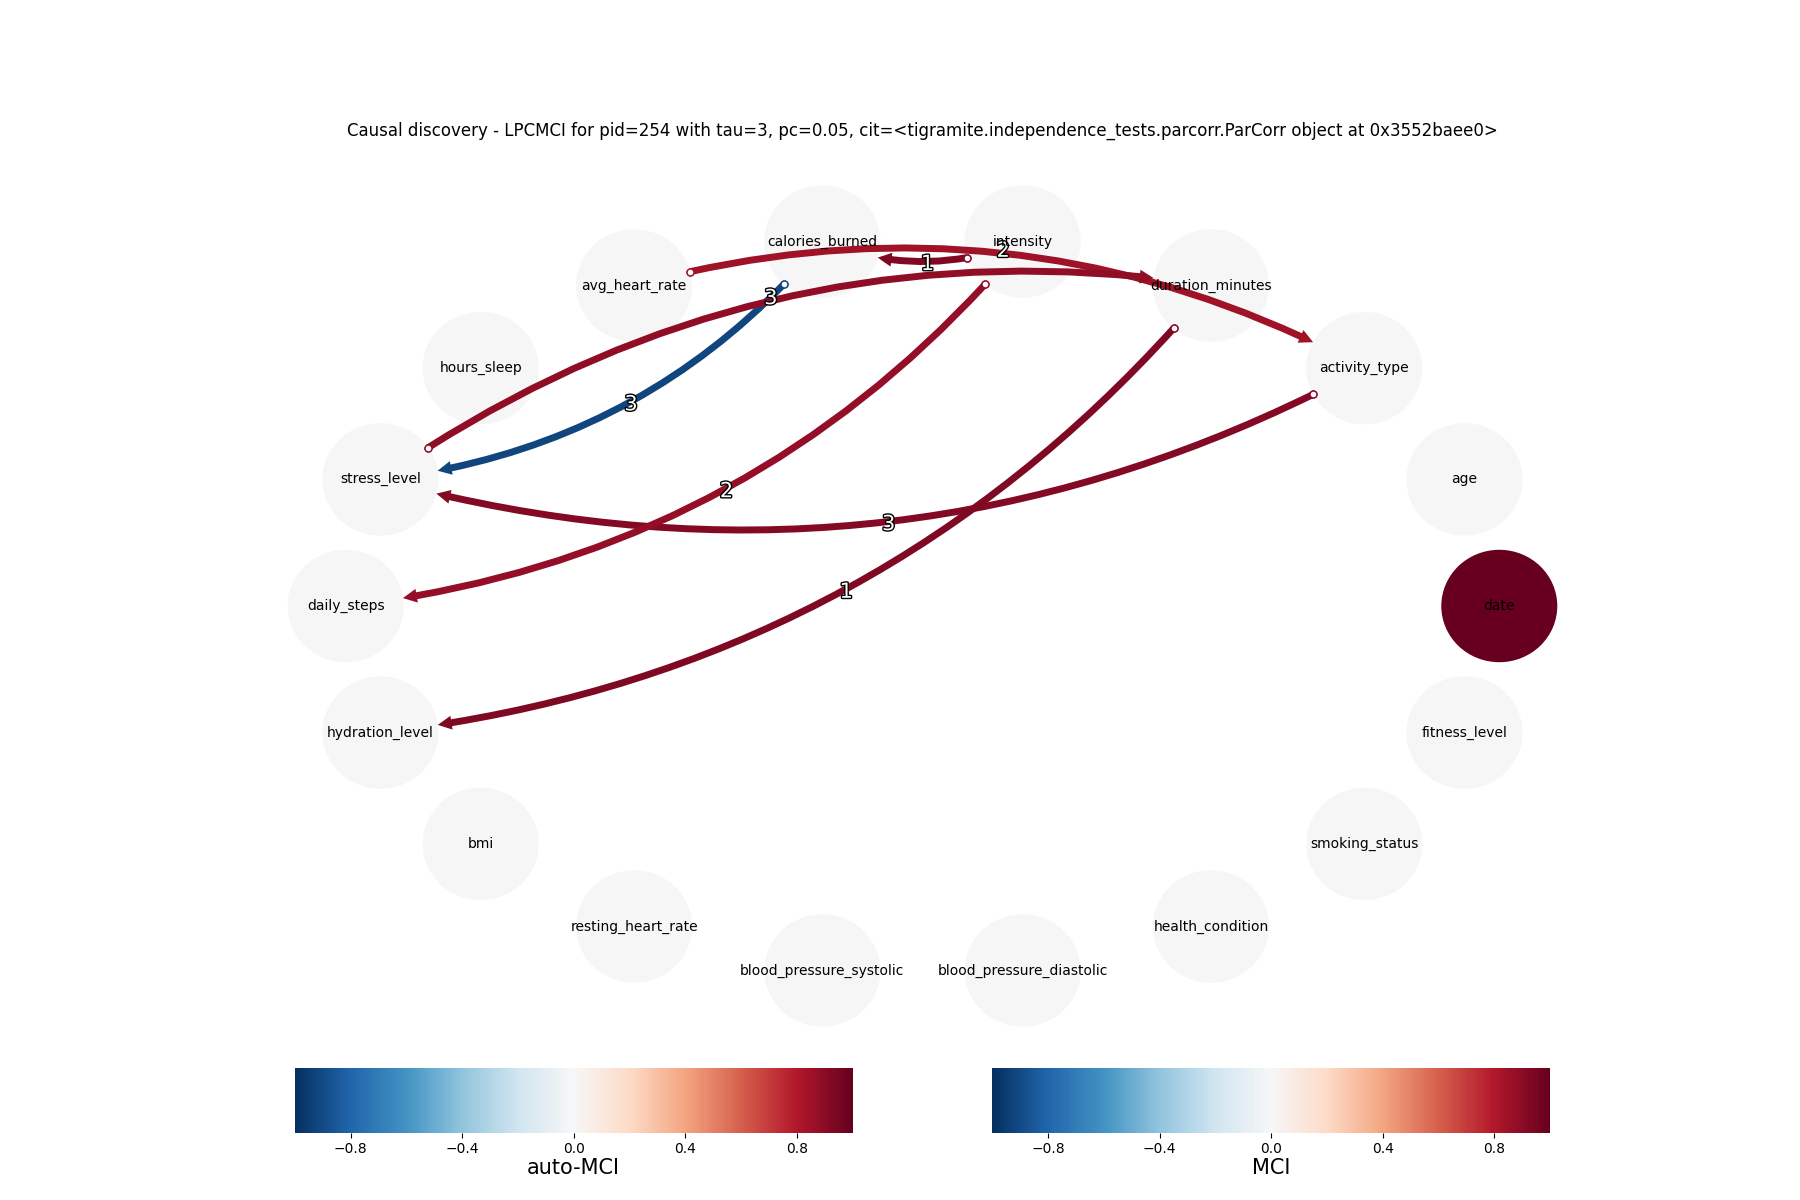 Causal discovery - LPCMCI for pid=254 with tau=3, pc=0.05, cit=<tigramite.independence_tests.parcorr.ParCorr object at 0x3552baee0>
calories_burned
intensity
2
1
avg_heart_rate
3
duration_minutes
hours_sleep
activity_type
3
stress_level
age
2
3
1
daily_steps
date
hydration_level
fitness_level
bmi
smoking_status
resting_heart_rate
health_condition
blood_pressure_systolic
blood_pressure_diastolic
−0.8 −0.4 0.0 0.4 0.8
auto-MCI
−0.8 −0.4 0.0 0.4 0.8
MCI